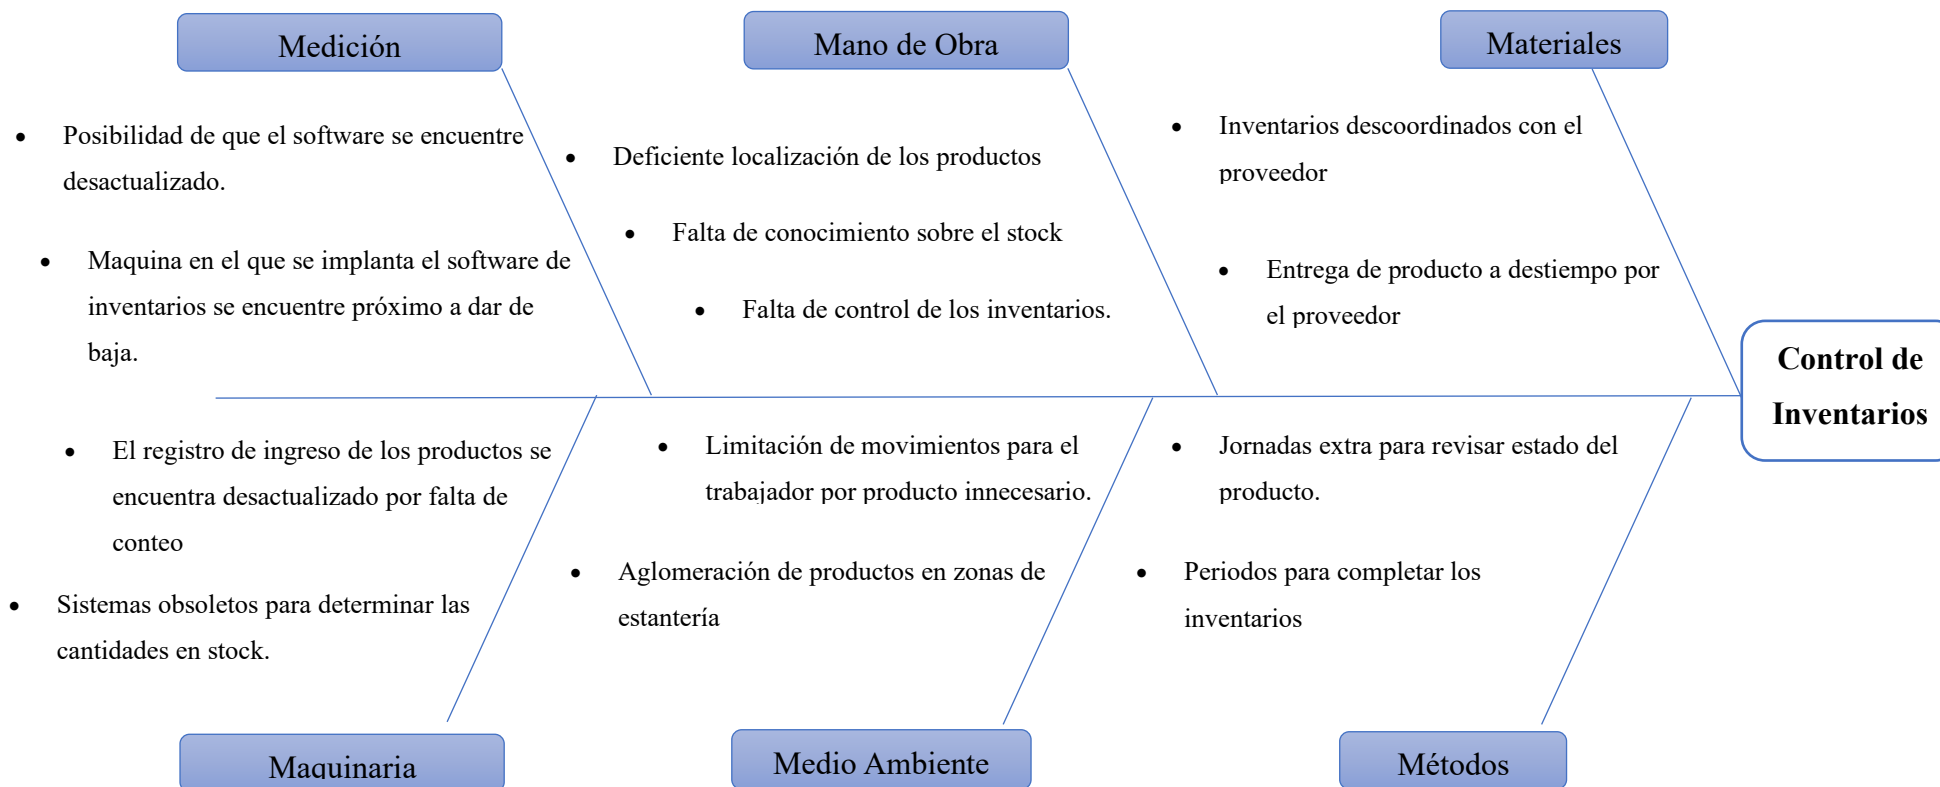 Medición
Mano de Obra
Materiales
Posibilidad de que el software se encuentre
desactualizado.
Maquina en el que se implanta el software de
inventarios se encuentre próximo a dar de
baja.
Deficiente localización de los productos
Falta de conocimiento sobre el stock
Falta de control de los inventarios.
Inventarios descoordinados con el
proveedor
Entrega de producto a destiempo por
el proveedor
Control de
Inventarios
El registro de ingreso de los productos se
encuentra desactualizado por falta de
conteo
Sistemas obsoletos para determinar las
cantidades en stock.
Limitación de movimientos para el
trabajador por producto innecesario.
Aglomeración de productos en zonas de
estantería
Jornadas extra para revisar estado del
producto.
Periodos para completar los
inventarios
Maquinaria
Medio Ambiente
Métodos